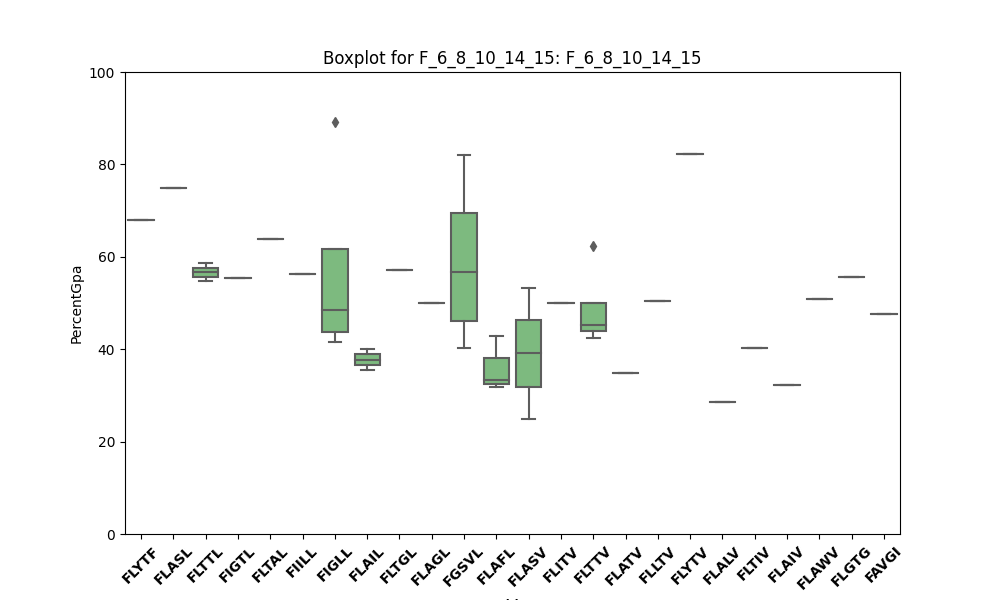 Boxplot for F_6_8_10_14_15: F_6_8_10_14_15
PercentGpa
100
80
60
40
20
0
FLYTF
FLASL
FLTTL
FIGTL
FLTAL
FIILL
FIGLL
FLAIL
FLTGL
FLAGL
FGSVL
FLAFL
FLASV
FLITV
FLTTV
FLATV
FLLTV
FLYTV
FLALV
FLTIV
FLAIV
FLAWV
FLGTG
FAVGI